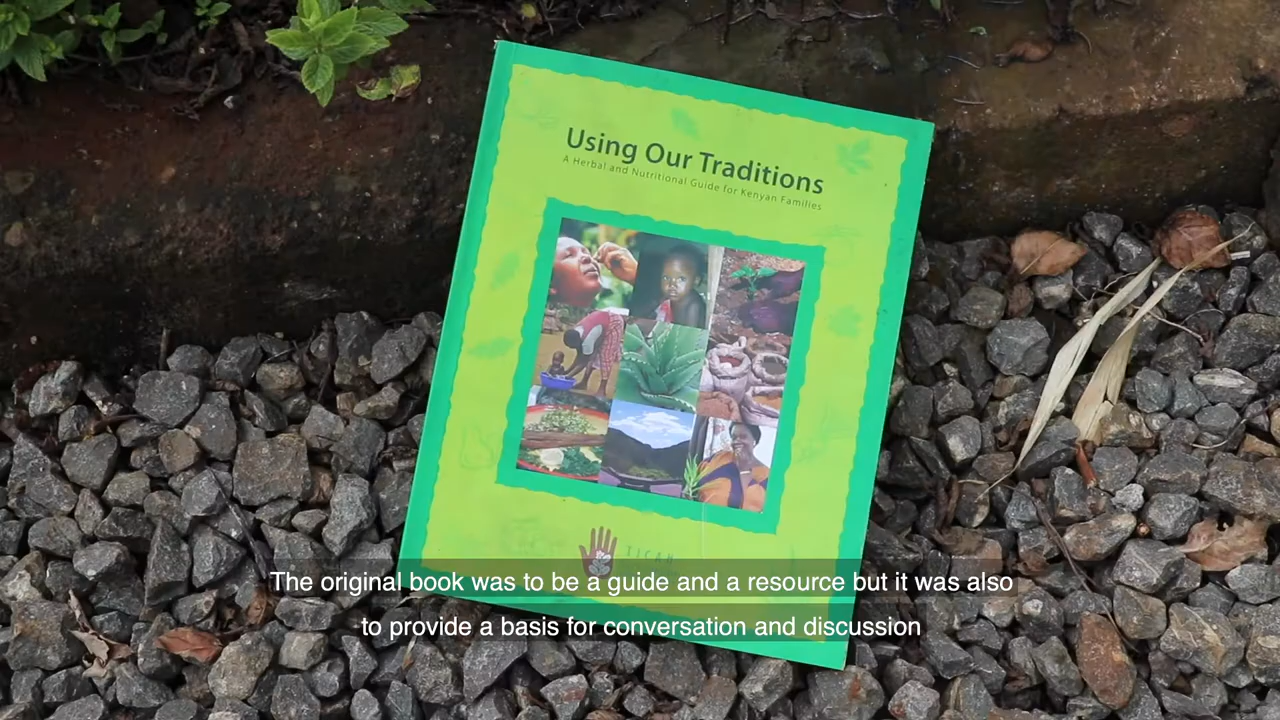 Using Our Traditions
A Herbal and Nutritional Guide for Kenyan Families
TICAH
The original book was to be a guide and a resource but it was also
to provide a basis for conversation and discussion